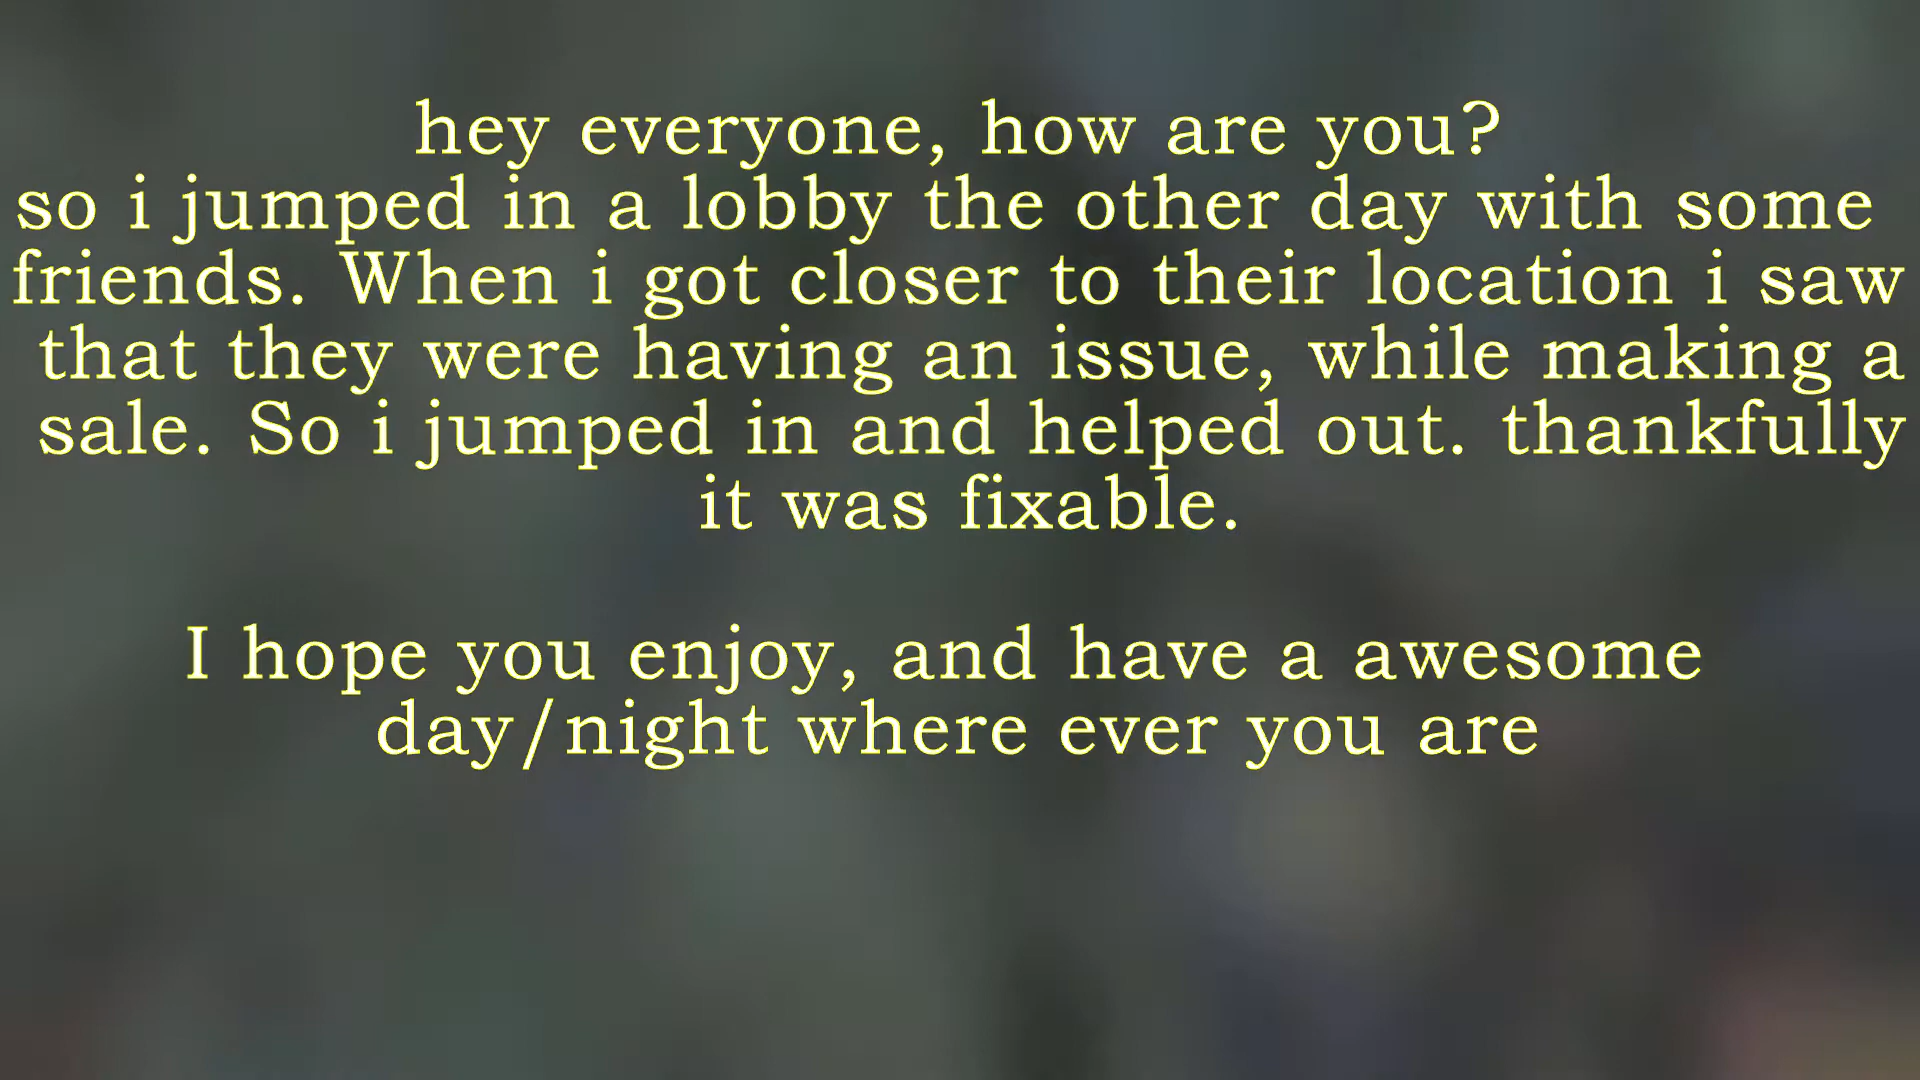 hey everyone, how are you?
so i jumped in a lobby the other day with some
friends. When i got closer to their location i saw
that they were having an issue, while making a
sale. So i jumped in and helped out. thankfully
it was fixable.
I hope you enjoy, and have a awesome
day/night where ever you are